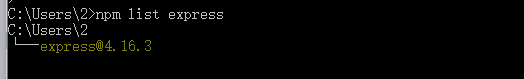 C:\Users\2>npm list express
C:\Users\2
└──express@4.16.3